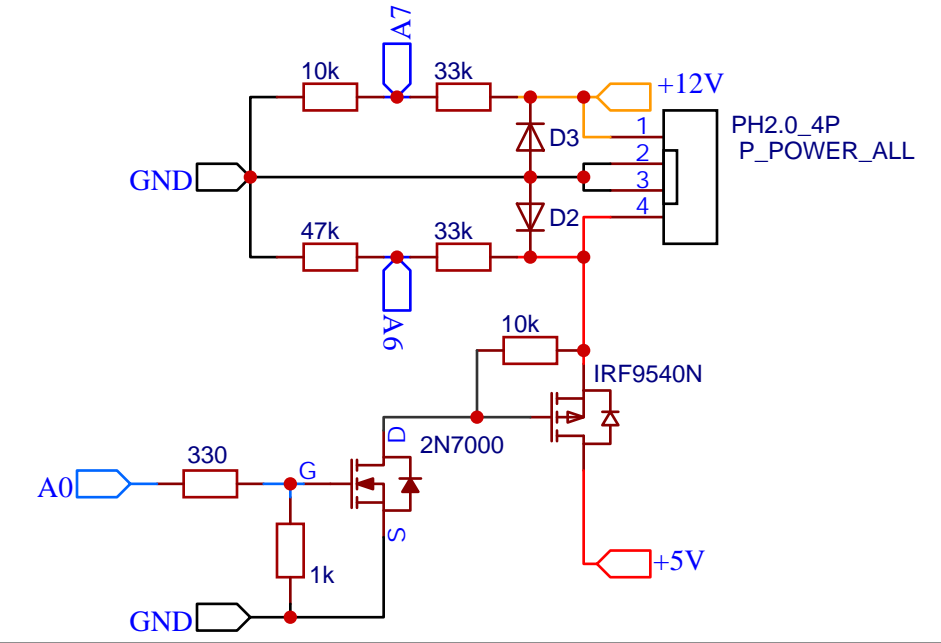 A7
10k
33k
+12V
1
PH2.0_4P
D3
2
P_POWER_ALL
GND
3
4
D2
47k
33k
A6
10k
IRF9540N
D
2N7000
330
G
A0
S
+5V
1k
GND